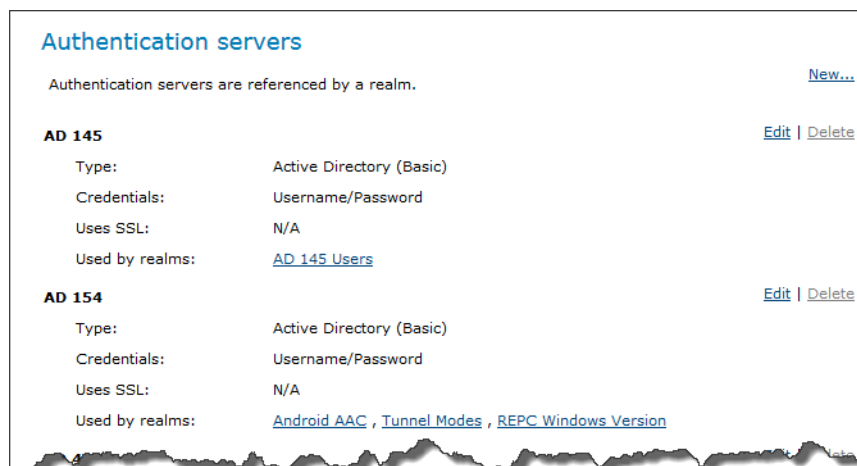 Authentication servers
Authentication servers are referenced by a realm.
New...
AD 145
Edit | Delete
Type: Active Directory (Basic)
Credentials: Username/Password
Uses SSL: N/A
Used by realms: AD 145 Users
AD 154
Edit | Delete
Type: Active Directory (Basic)
Credentials: Username/Password
Uses SSL: N/A
Used by realms: Android AAC , Tunnel Modes , REPC Windows Version